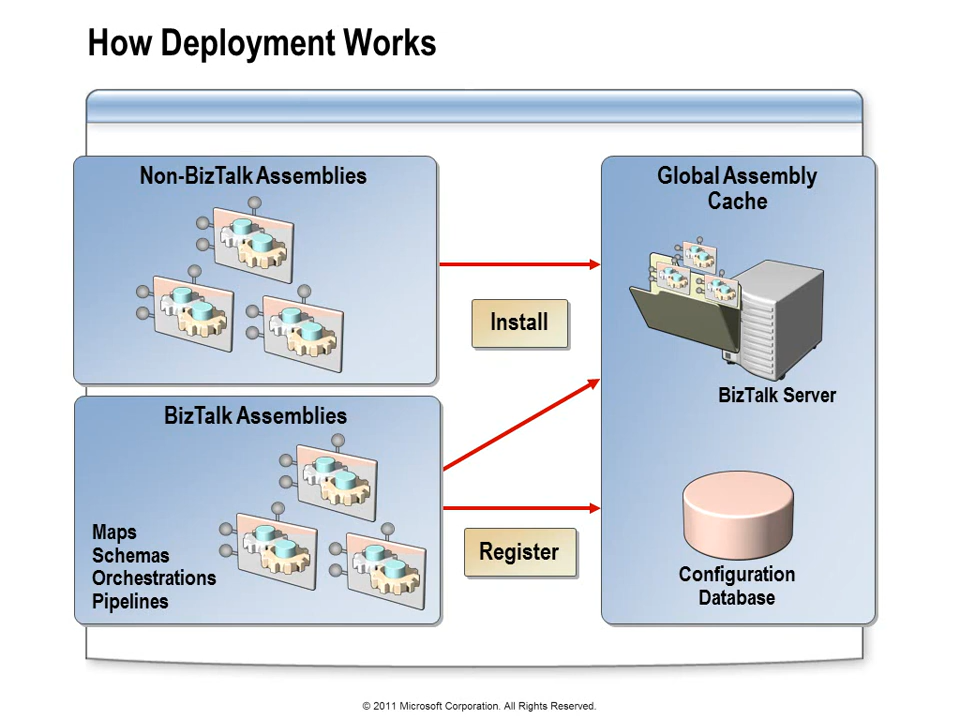 How Deployment Works
Non-BizTalk Assemblies
Global Assembly
Cache
Install
BizTalk Server
BizTalk Assemblies
Maps
Schemas
Orchestrations
Pipelines
Register
Configuration
Database
© 2011 Microsoft Corporation. All Rights Reserved.